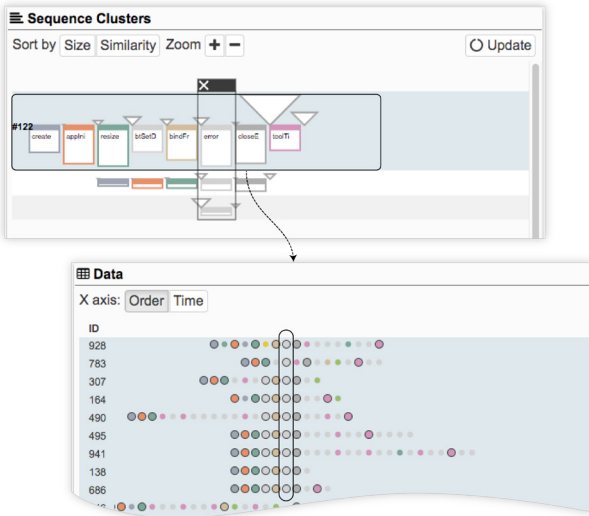 Sequence Clusters
Sort by Size Similarity Zoom + − Update
#122
create appIni resize btSetD bindFr error closeE toolTi
Data
X axis: Order Time
ID
928
783
307
164
490
495
941
138
686